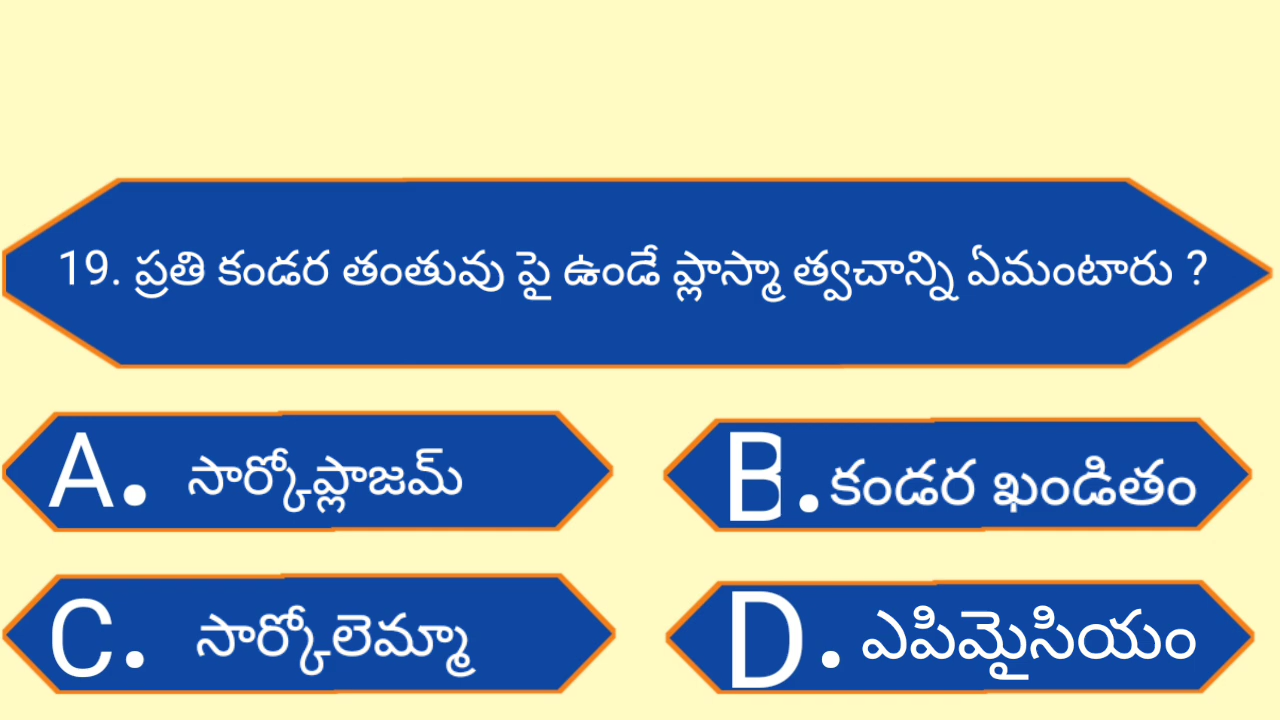 19. ప్రతి కండర తంతువు పై ఉండే ప్లాస్మా త్వచాన్ని ఏమంటారు ?
A. సార్కోప్లాజమ్
B. కండర ఖండితం
C. సార్కోలెమ్మా
D. ఎపిమైసియం